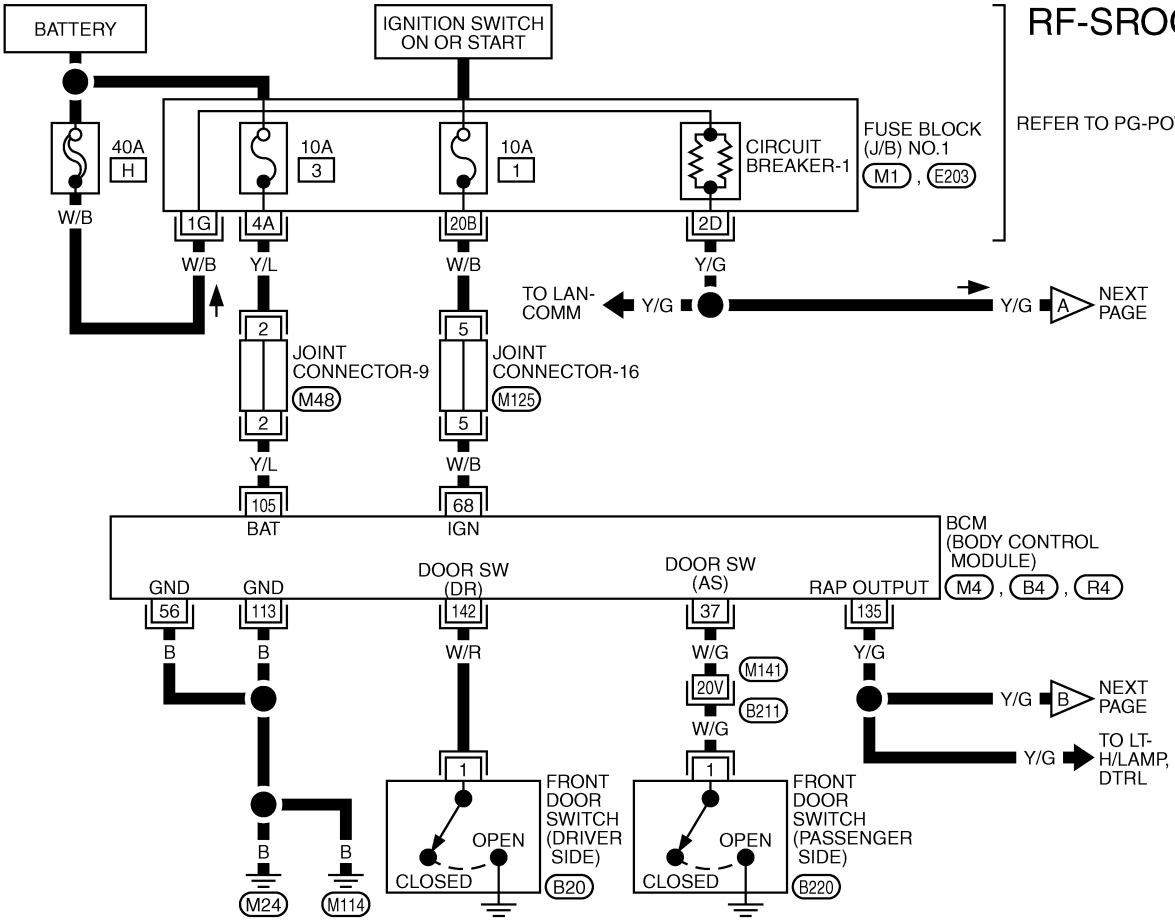 BATTERY
IGNITION SWITCH
ON OR START
RF-SROO
REFER TO PG-PO
40A
H
10A
3
10A
1
CIRCUIT
BREAKER-1
FUSE BLOCK
(J/B) NO.1
M1 , E203
W/B
1G
4A
20B
2D
W/B
Y/L
W/B
Y/G
TO LAN-
COMM
Y/G
Y/G
A
NEXT
PAGE
2
5
JOINT
CONNECTOR-9
M48
JOINT
CONNECTOR-16
M125
2
5
Y/L
W/B
105
68
BAT
IGN
BCM
(BODY CONTROL
MODULE)
M4 , B4 , R4
GND
GND
DOOR SW
(DR)
DOOR SW
(AS)
RAP OUTPUT
56
113
142
37
135
B
B
W/R
W/G
Y/G
M141
20V
B211
W/G
Y/G
B
NEXT
PAGE
Y/G
TO LT-
H/LAMP,
DTRL
1
1
FRONT
DOOR
SWITCH
(DRIVER
SIDE)
B20
FRONT
DOOR
SWITCH
(PASSENGER
SIDE)
B220
OPEN
CLOSED
OPEN
CLOSED
B
B
M24
M114